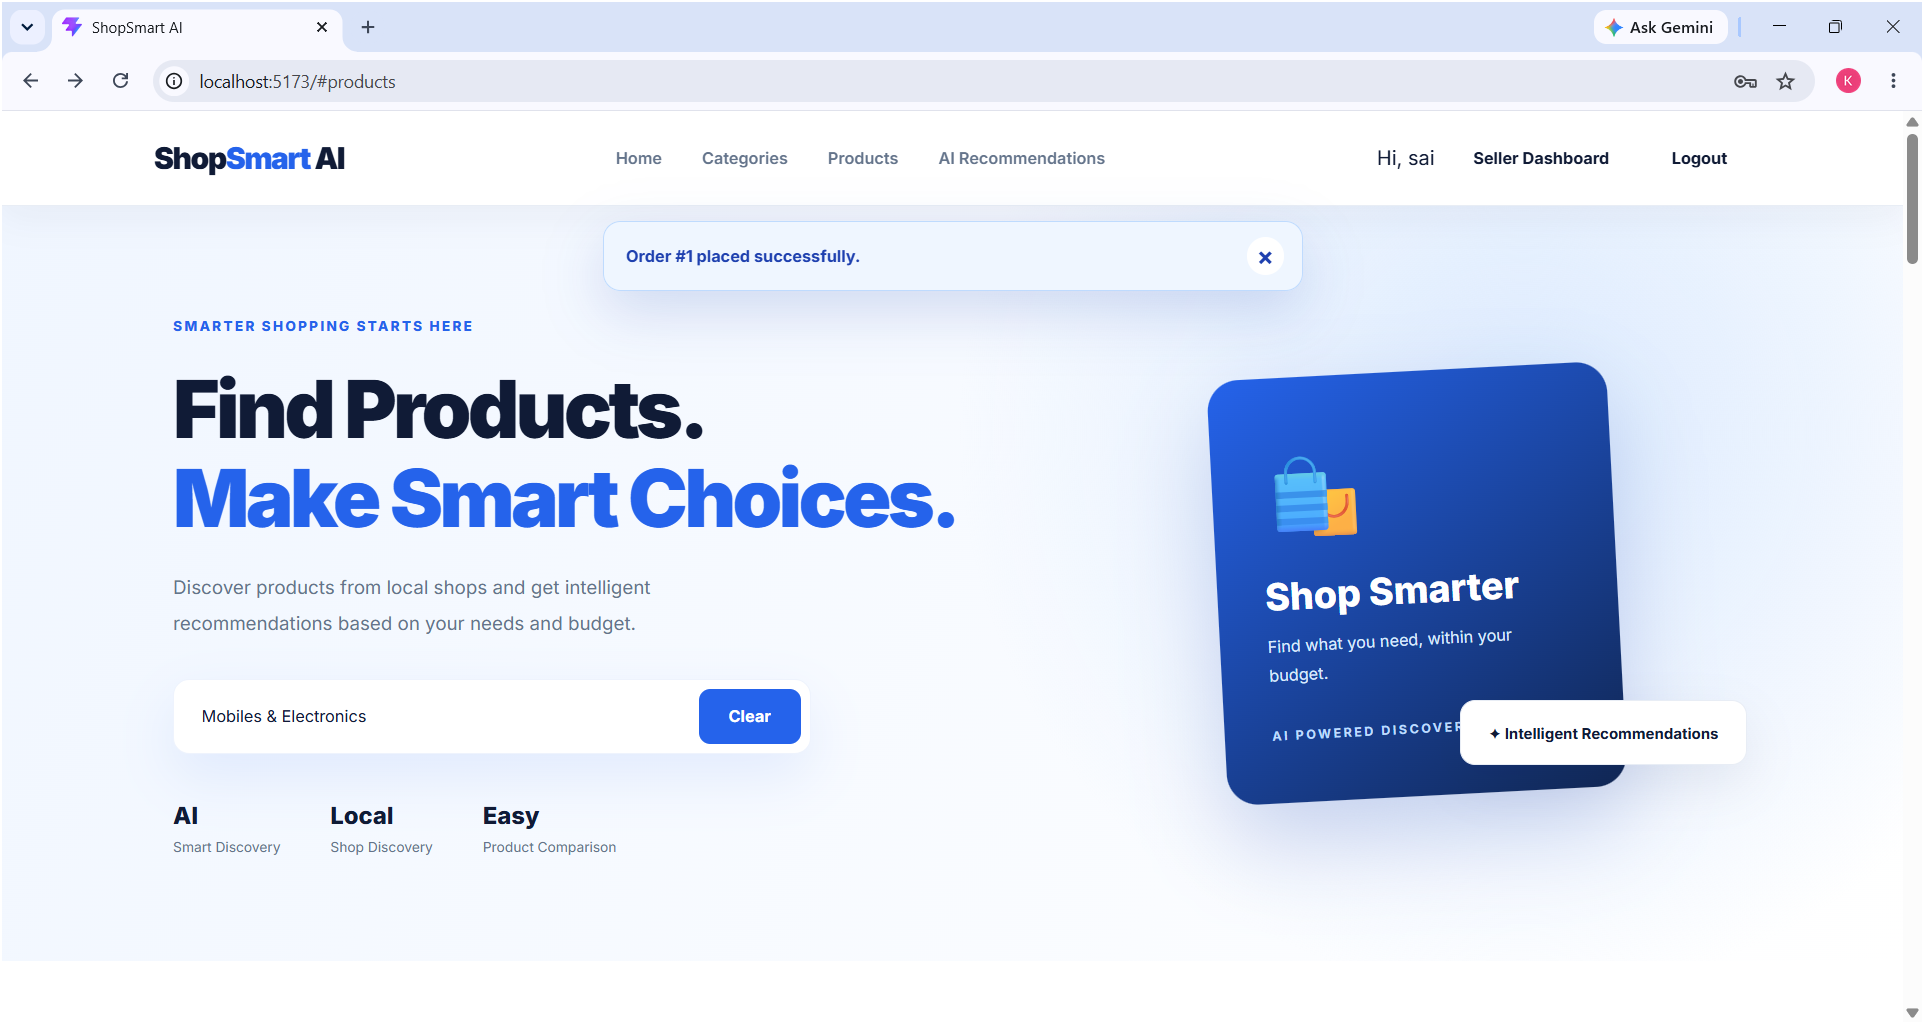 ShopSmart AI
Ask Gemini
localhost:5173/#products
K
ShopSmart AI
Home
Categories
Products
AI Recommendations
Hi, sai
Seller Dashboard
Logout
Order #1 placed successfully.
SMARTER SHOPPING STARTS HERE
Find Products.
Make Smart Choices.
Discover products from local shops and get intelligent
recommendations based on your needs and budget.
Mobiles & Electronics
Clear
AI
Smart Discovery
Local
Shop Discovery
Easy
Product Comparison
Shop Smarter
Find what you need, within your
budget.
AI POWERED DISCOVER
✦ Intelligent Recommendations